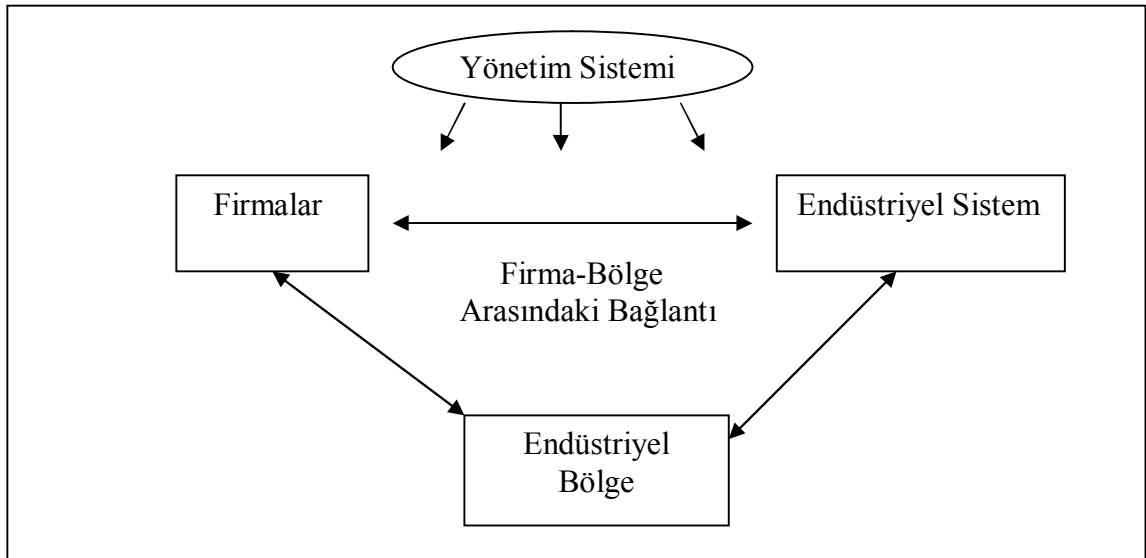 Yönetim Sistemi
Firmalar
Endüstriyel Sistem
Firma-Bölge
Arasındaki Bağlantı
Endüstriyel
Bölge